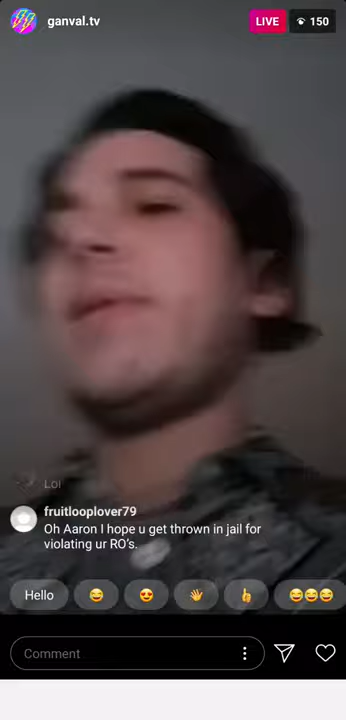 ganval.tv
LIVE
150
Lol
fruitlooplover79
Oh Aaron I hope u get thrown in jail for
violating ur RO's.
Hello
Comment